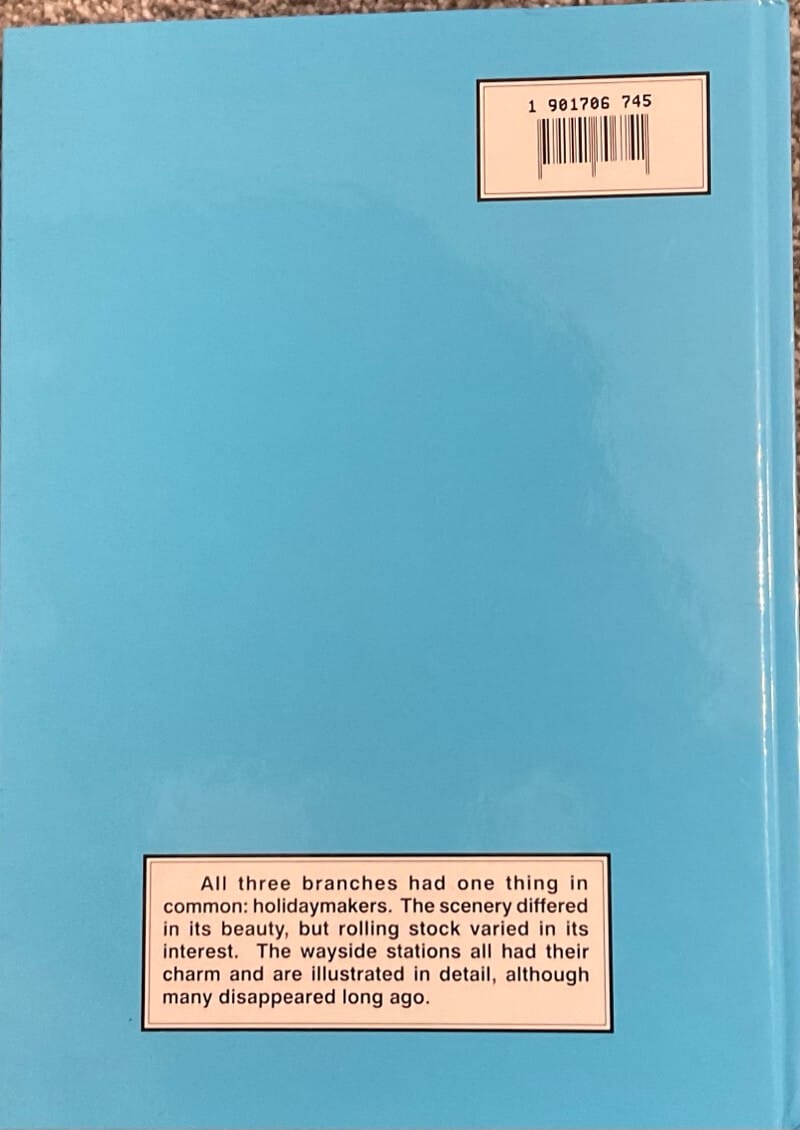 1 901706 745
All three branches had one thing in
common: holidaymakers. The scenery differed
in its beauty, but rolling stock varied in its
interest. The wayside stations all had their
charm and are illustrated in detail, although
many disappeared long ago.